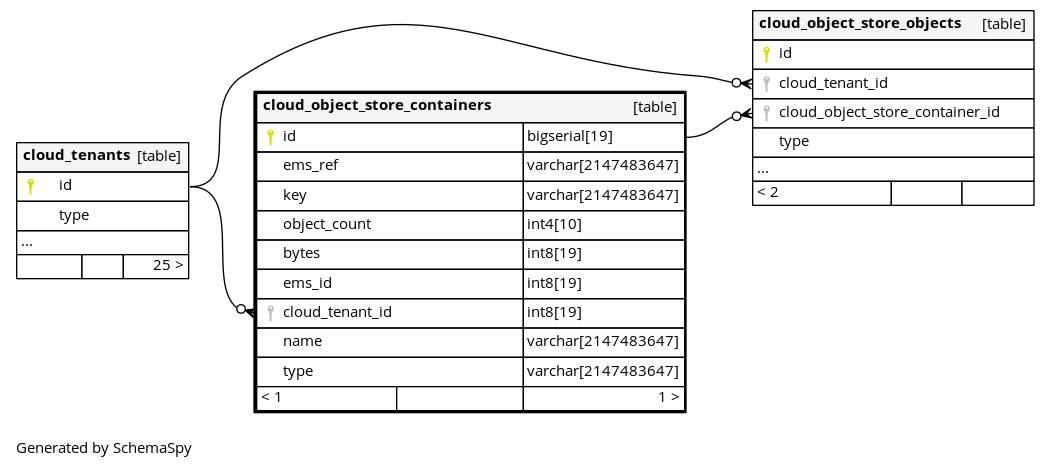 cloud_tenants [table]
id
type
...
25 >
cloud_object_store_containers [table]
id bigserial[19]
ems_ref varchar[2147483647]
key varchar[2147483647]
object_count int4[10]
bytes int8[19]
ems_id int8[19]
cloud_tenant_id int8[19]
name varchar[2147483647]
type varchar[2147483647]
< 1 1 >
cloud_object_store_objects [table]
id
cloud_tenant_id
cloud_object_store_container_id
type
...
< 2
Generated by SchemaSpy